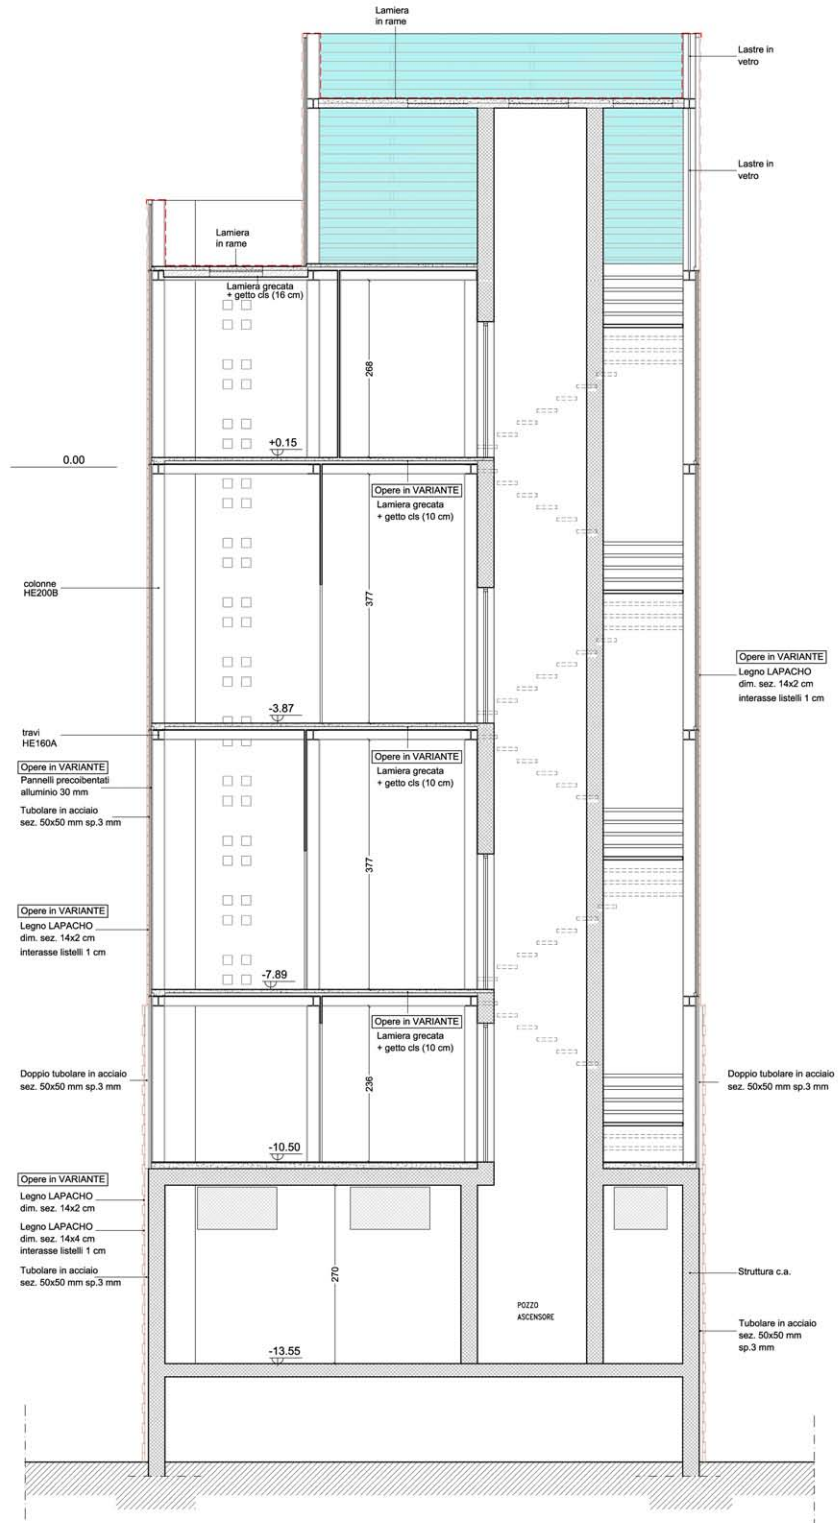 Lamiera
in rame
Lastre in
vetro
Lastre in
vetro
Lamiera
in rame
Lamiera grecata
+ getto cls (16 cm)
268
+0.15
0.00
Opere in VARIANTE
Lamiera grecata
+ getto cls (10 cm)
colonne
HE200B
377
Opere in VARIANTE
Legno LAPACHO
dim. sez. 14x2 cm
interasse listelli 1 cm
-3.87
travi
HE160A
Opere in VARIANTE
Lamiera grecata
+ getto cls (10 cm)
Opere in VARIANTE
Pannelli precoibentati
alluminio 30 mm
Tubolare in acciaio
sez. 50x50 mm sp.3 mm
377
Opere in VARIANTE
Legno LAPACHO
dim. sez. 14x2 cm
interasse listelli 1 cm
-7.89
Opere in VARIANTE
Lamiera grecata
+ getto cls (10 cm)
Doppio tubolare in acciaio
sez. 50x50 mm sp.3 mm
236
Doppio tubolare in acciaio
sez. 50x50 mm sp.3 mm
-10.50
Opere in VARIANTE
Legno LAPACHO
dim. sez. 14x2 cm
Legno LAPACHO
dim. sez. 14x4 cm
interasse listelli 1 cm
Tubolare in acciaio
sez. 50x50 mm sp.3 mm
270
Struttura c.a.
POZZO
ASCENSORE
Tubolare in acciaio
sez. 50x50 mm
sp.3 mm
-13.55